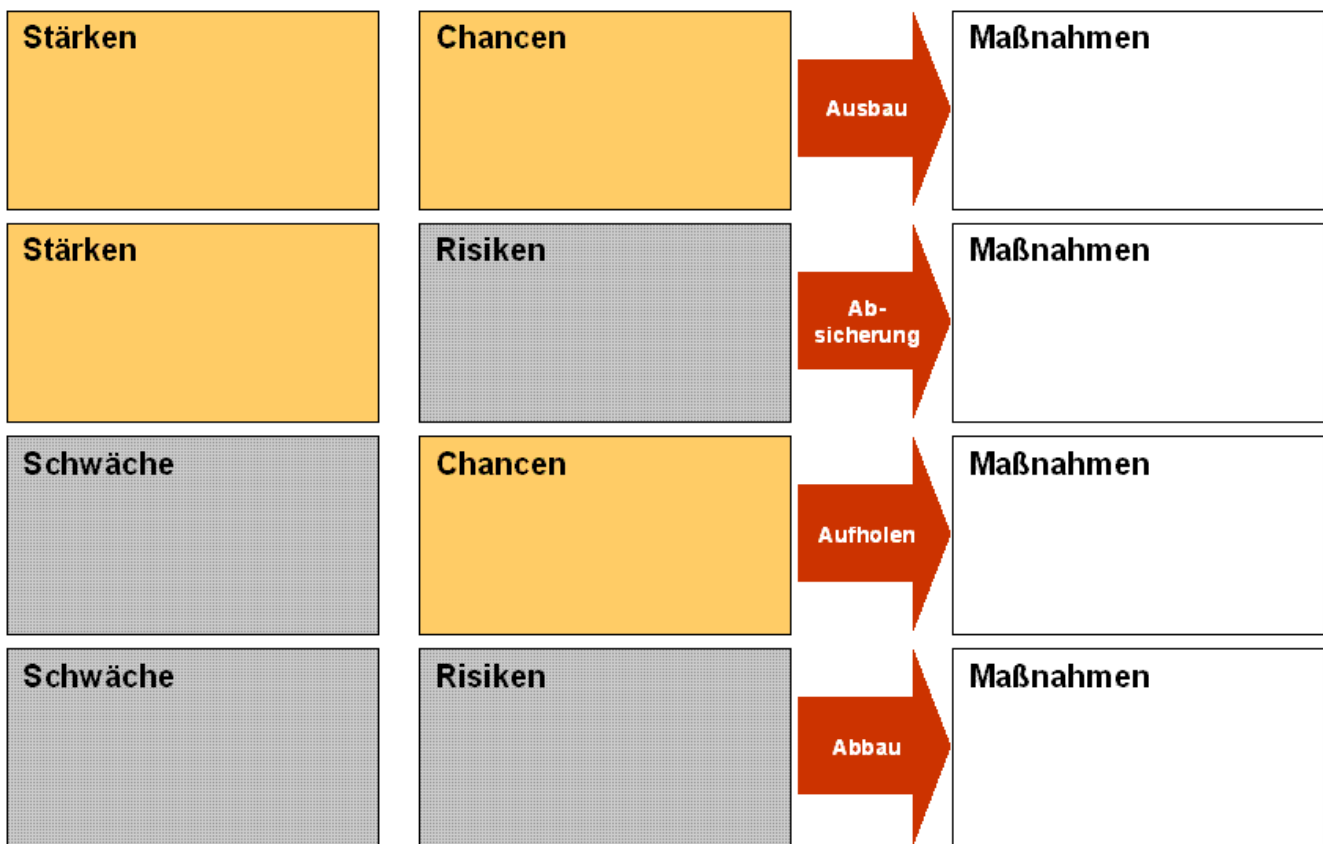 Stärken
Chancen
Ausbau
Maßnahmen
Stärken
Risiken
Ab-
sicherung
Maßnahmen
Schwäche
Chancen
Aufholen
Maßnahmen
Schwäche
Risiken
Abbau
Maßnahmen